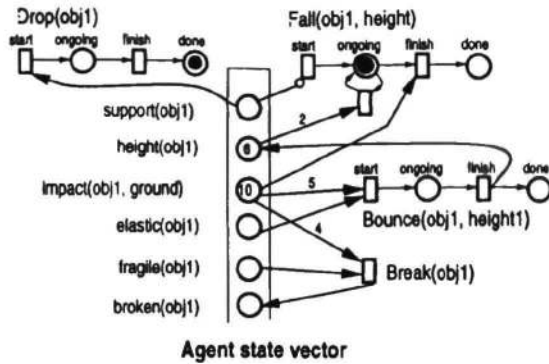 Drop(obj1)
start ongoing finish done
Fall(obj1, height)
start ongoing finish done
support(obj1)
2
height(obj1)
6
impact(obj1, ground)
10
5
start ongoing finish done
elastic(obj1)
Bounce(obj1, height1)
4
fragile(obj1)
Break(obj1)
broken(obj1)
Agent state vector